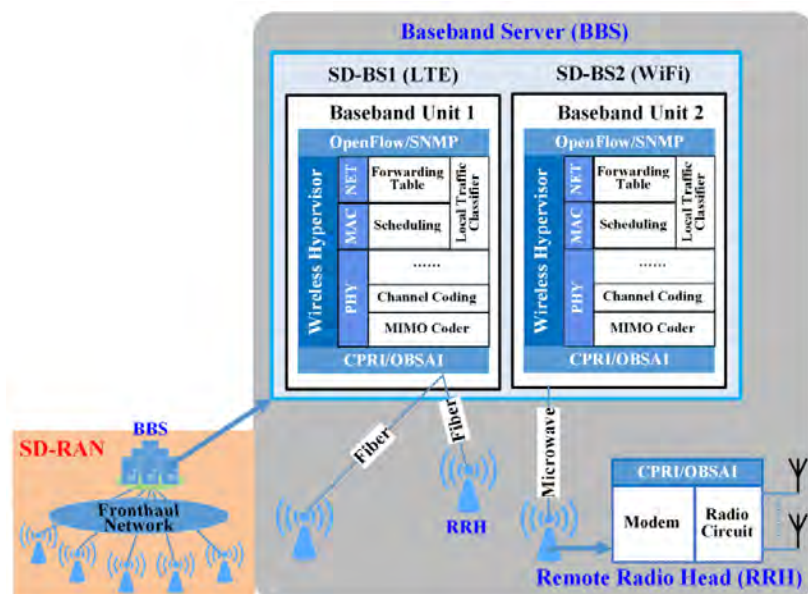 Baseband Server (BBS)
SD-BS1 (LTE)
SD-BS2 (WiFi)
Baseband Unit 1
OpenFlow/SNMP
Wireless Hypervisor
NET
Forwarding
Table
MAC
Scheduling
Local Traffic
Classifier
PHY
......
Channel Coding
MIMO Coder
CPRI/OBSAI
Baseband Unit 2
OpenFlow/SNMP
Wireless Hypervisor
NET
Forwarding
Table
MAC
Scheduling
Local Traffic
Classifier
PHY
......
Channel Coding
MIMO Coder
CPRI/OBSAI
Fiber
Fiber
Microwave
RRH
SD-RAN
BBS
Fronthaul
Network
CPRI/OBSAI
Modem
Radio
Circuit
Remote Radio Head (RRH)